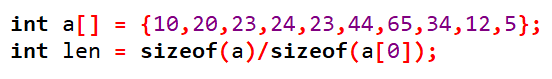 int a[] = {10,20,23,24,23,44,65,34,12,5};
int len = sizeof(a)/sizeof(a[0]);